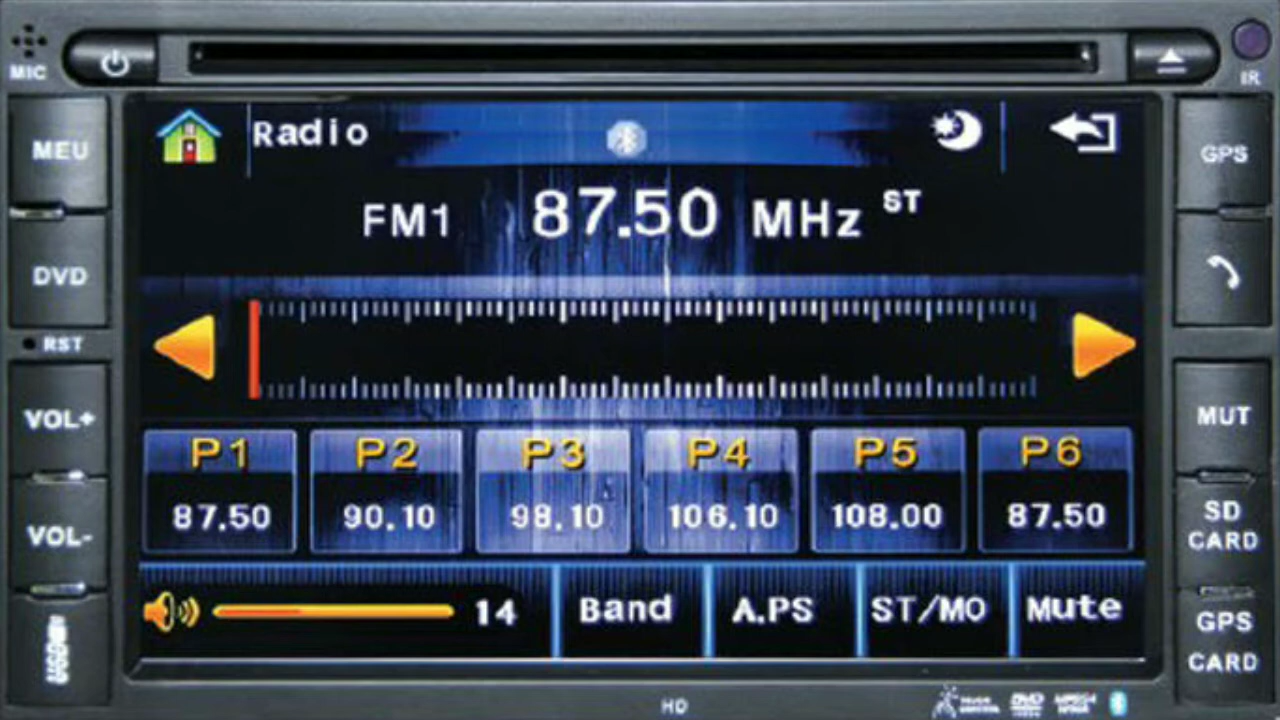 MIC
IR
MEU
DVD
RST
VOL+
VOL-
Radio
FM1 87.50 MHz ST
P1 P2 P3 P4 P5 P6
87.50 90.10 98.10 106.10 108.00 87.50
14 Band A.PS ST/MO Mute
GPS
MUT
SD
CARD
GPS
CARD
HD
DVD